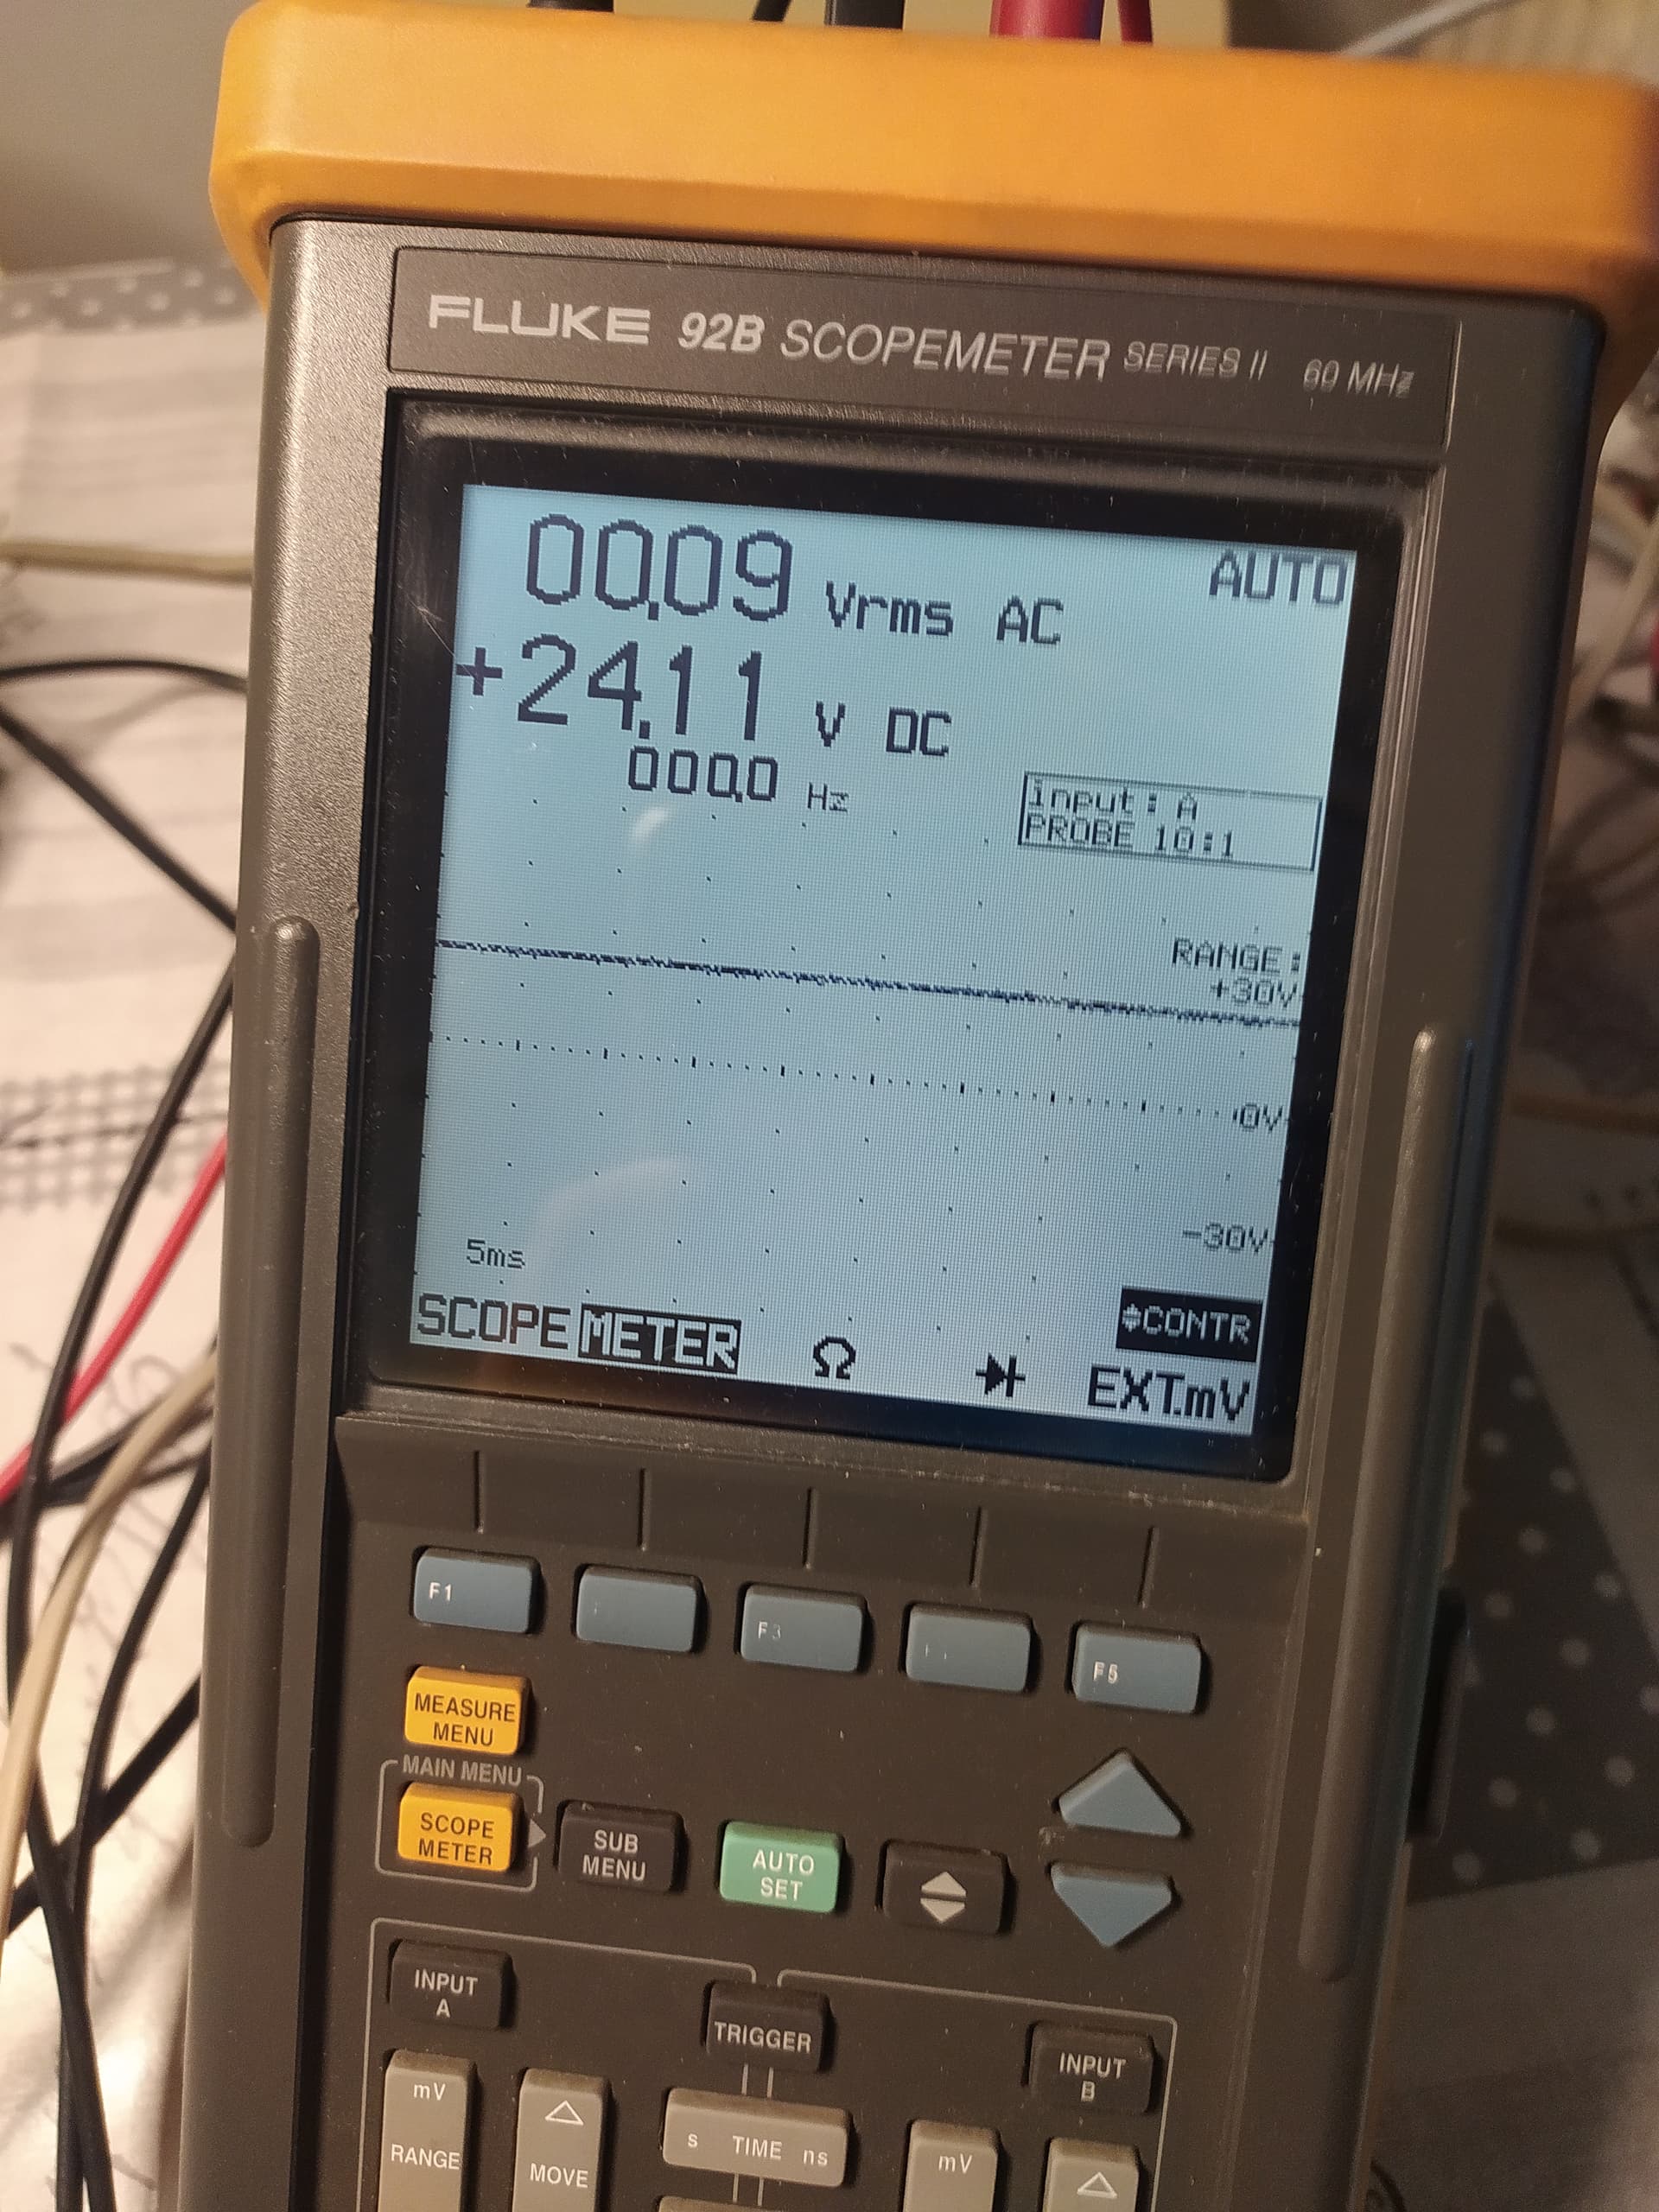 FLUKE 92B SCOPEMETER SERIES II 60 MHz
00.09 Vrms AC
AUTO
+24.11 V DC
000.0 Hz
Input: A
PROBE 10:1
RANGE:
+30V
0V
-30V
5ms
CONTR
SCOPE METER Ω EXT.mV
F1
F3
F5
MEASURE
MENU
MAIN MENU
SCOPE
METER
SUB
MENU
AUTO
SET
INPUT
A
TRIGGER
INPUT
B
mV
RANGE
MOVE
s TIME ns
mV